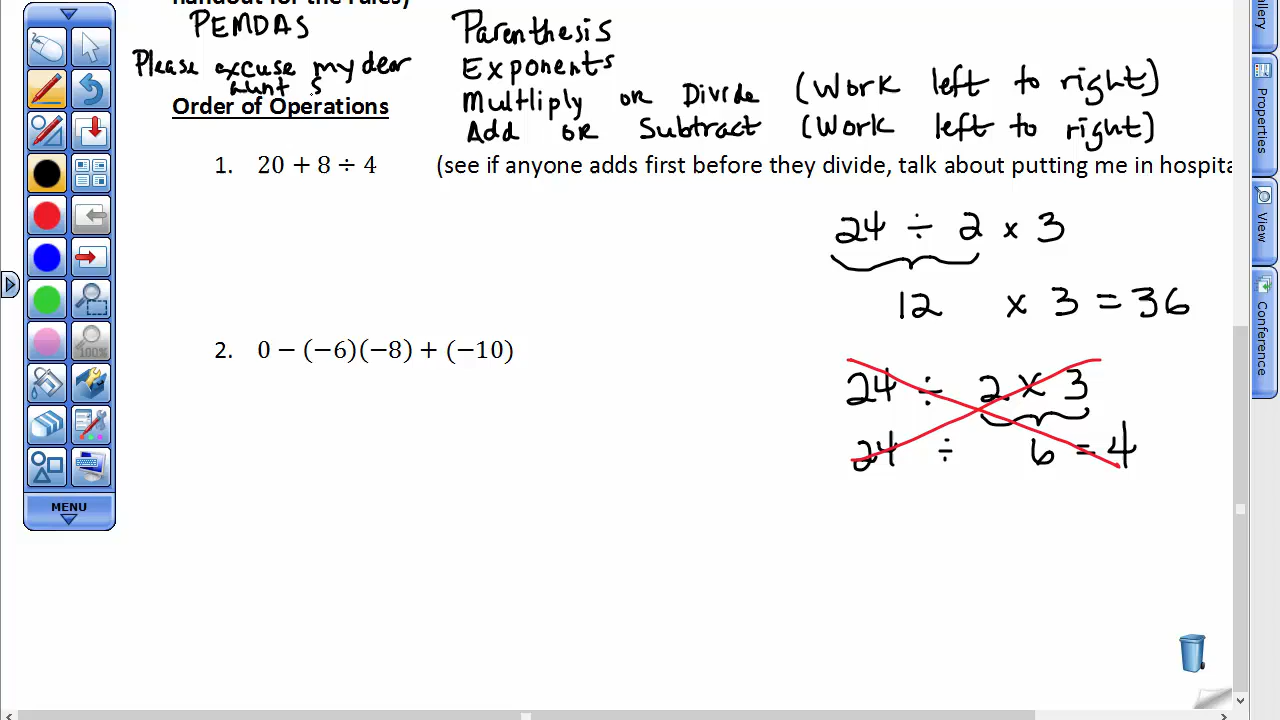 handout for the rules)
PEMDAS
Please excuse my dear
aunt s
Parenthesis
Exponents
Multliply or Divide (Work left to right)
Add or Subtract (Work left to right)
Order of Operations
1. 20 + 8 ÷ 4 (see if anyone adds first before they divide, talk about putting me in hospita
24 ÷ 2 x 3
12 x 3 = 36
2. 0 − (−6)(−8) + (−10)
24 ÷ 2 x 3
24 ÷ 6 = 4
100%
MENU
Gallery
Properties
View
Conference